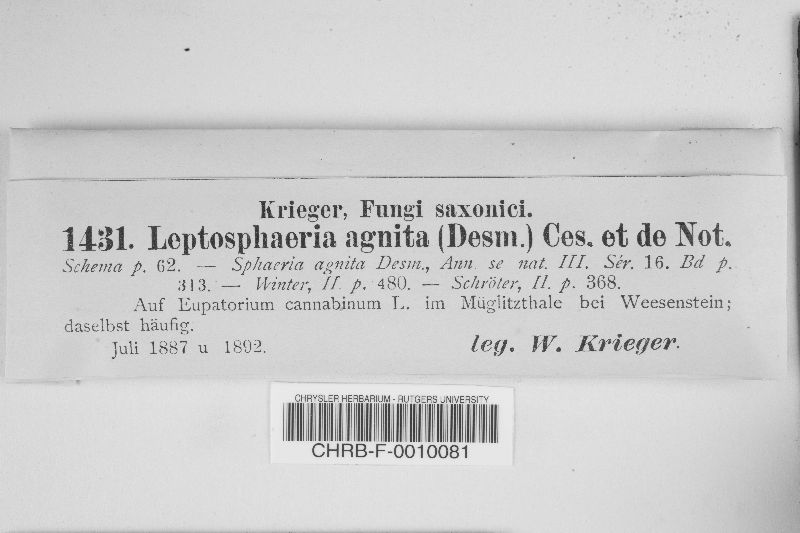 Krieger, Fungi saxonici.
1431. Leptosphaeria agnita (Desm.) Ces. et de Not.
Schema p. 62. — Sphaeria agnita Desm., Ann. se nat. III. Sér. 16. Bd p.
313. — Winter, II. p. 480. — Schröter, II. p. 368.
Auf Eupatorium cannabinum L. im Müglitzthale bei Weesenstein;
daselbst häufig.
Juli 1887 u 1892.
leg. W. Krieger.
CHRYSLER HERBARIUM - RUTGERS UNIVERSITY
CHRB-F-0010081